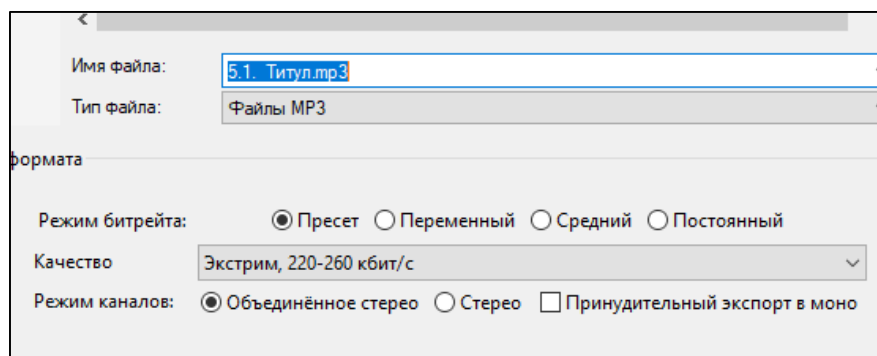 Имя файла: 5.1.  Титул.mp3
Тип файла: Файлы MP3
формата
Режим битрейта: Пресет Переменный Средний Постоянный
Качество Экстрим, 220-260 кбит/с
Режим каналов: Объединённое стерео Стерео Принудительный экспорт в моно